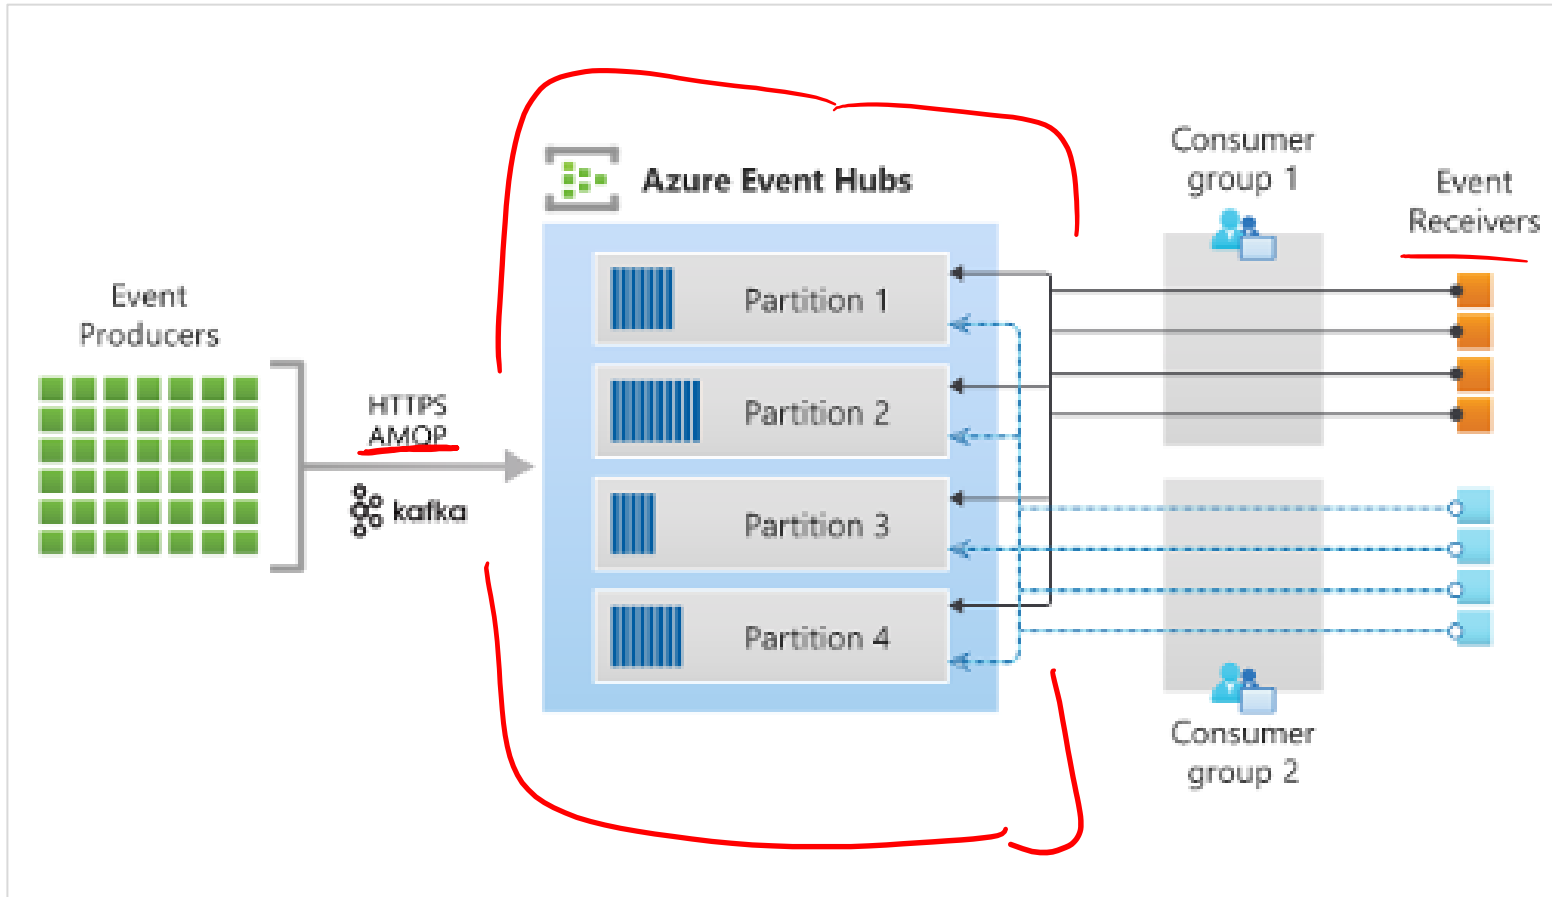 Event
Producers
HTTPS
AMQP
kafka
Azure Event Hubs
Partition 1
Partition 2
Partition 3
Partition 4
Consumer
group 1
Event
Receivers
Consumer
group 2